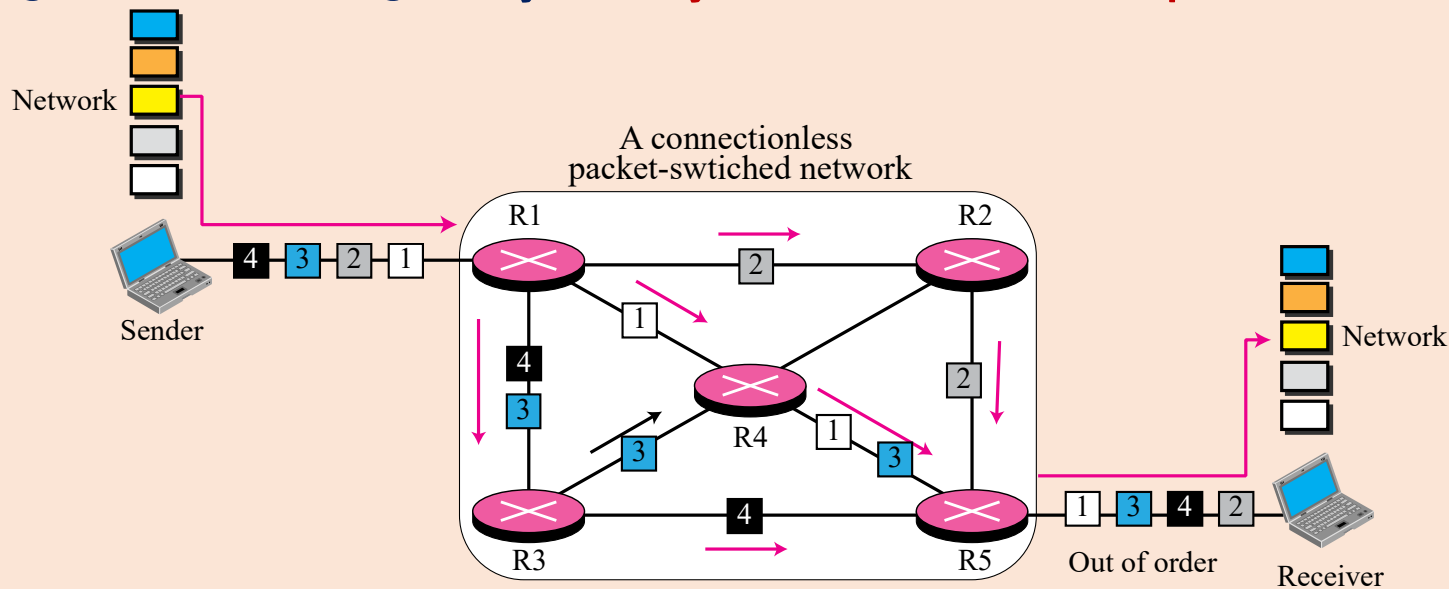 Network
A connectionless
packet-swtiched network
R1
R2
2
4 3 2 1
Sender
1
4
3
2
R4
1
3
3
Network
R3
4
R5
1 3 4 2
Out of order
Receiver